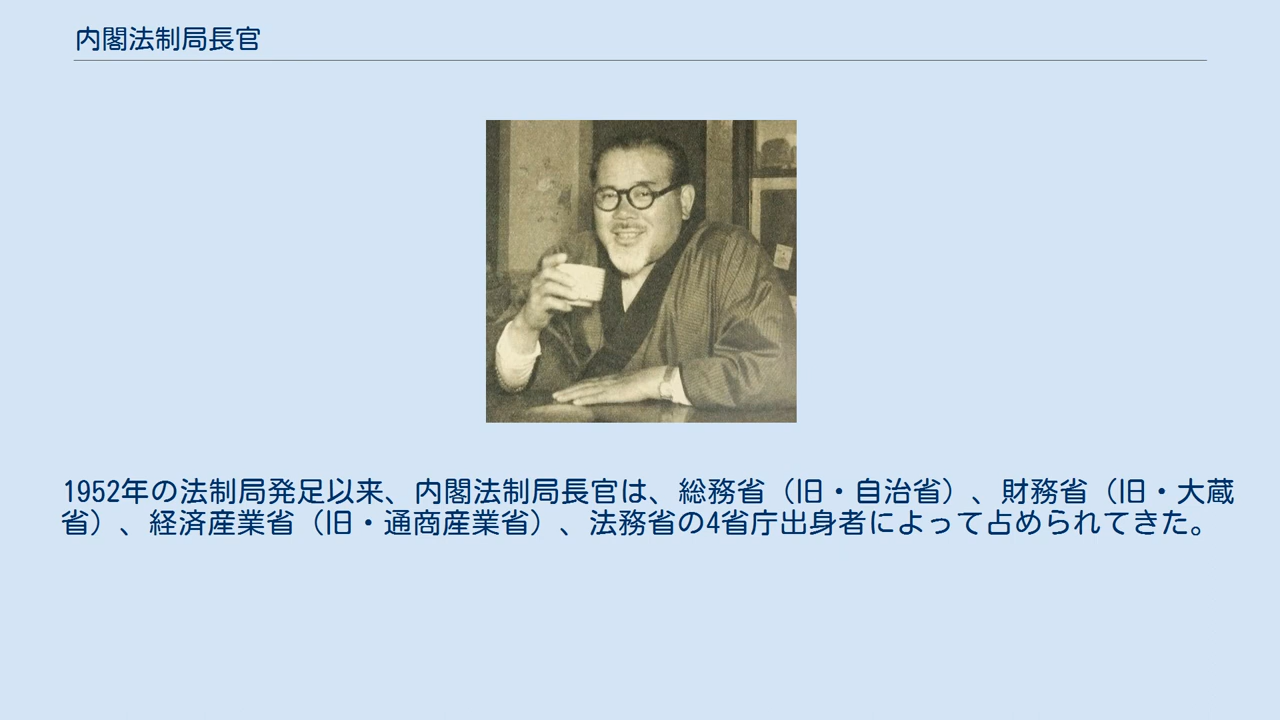 内閣法制局長官
1952年の法制局発足以来、内閣法制局長官は、総務省（旧・自治省）、財務省（旧・大蔵
省）、経済産業省（旧・通商産業省）、法務省の4省庁出身者によって占められてきた。